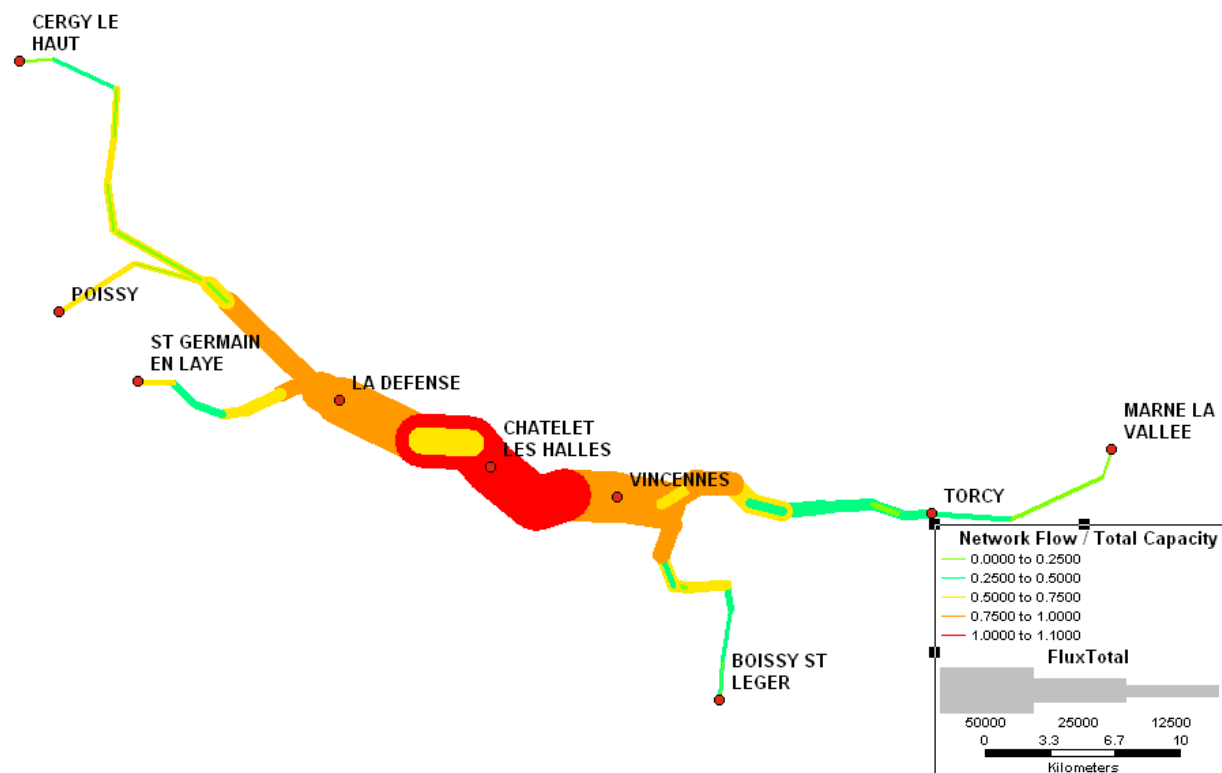 CERGY LE
HAUT
POISSY
ST GERMAIN
EN LAYE
LA DEFENSE
CHATELET
LES HALLES
VINCENNES
MARNE LA
VALLEE
TORCY
BOISSY ST
LEGER
Network Flow / Total Capacity
0.0000 to 0.2500
0.2500 to 0.5000
0.5000 to 0.7500
0.7500 to 1.0000
1.0000 to 1.1000
FluxTotal
50000 25000 12500
0 3.3 6.7 10
Kilometers